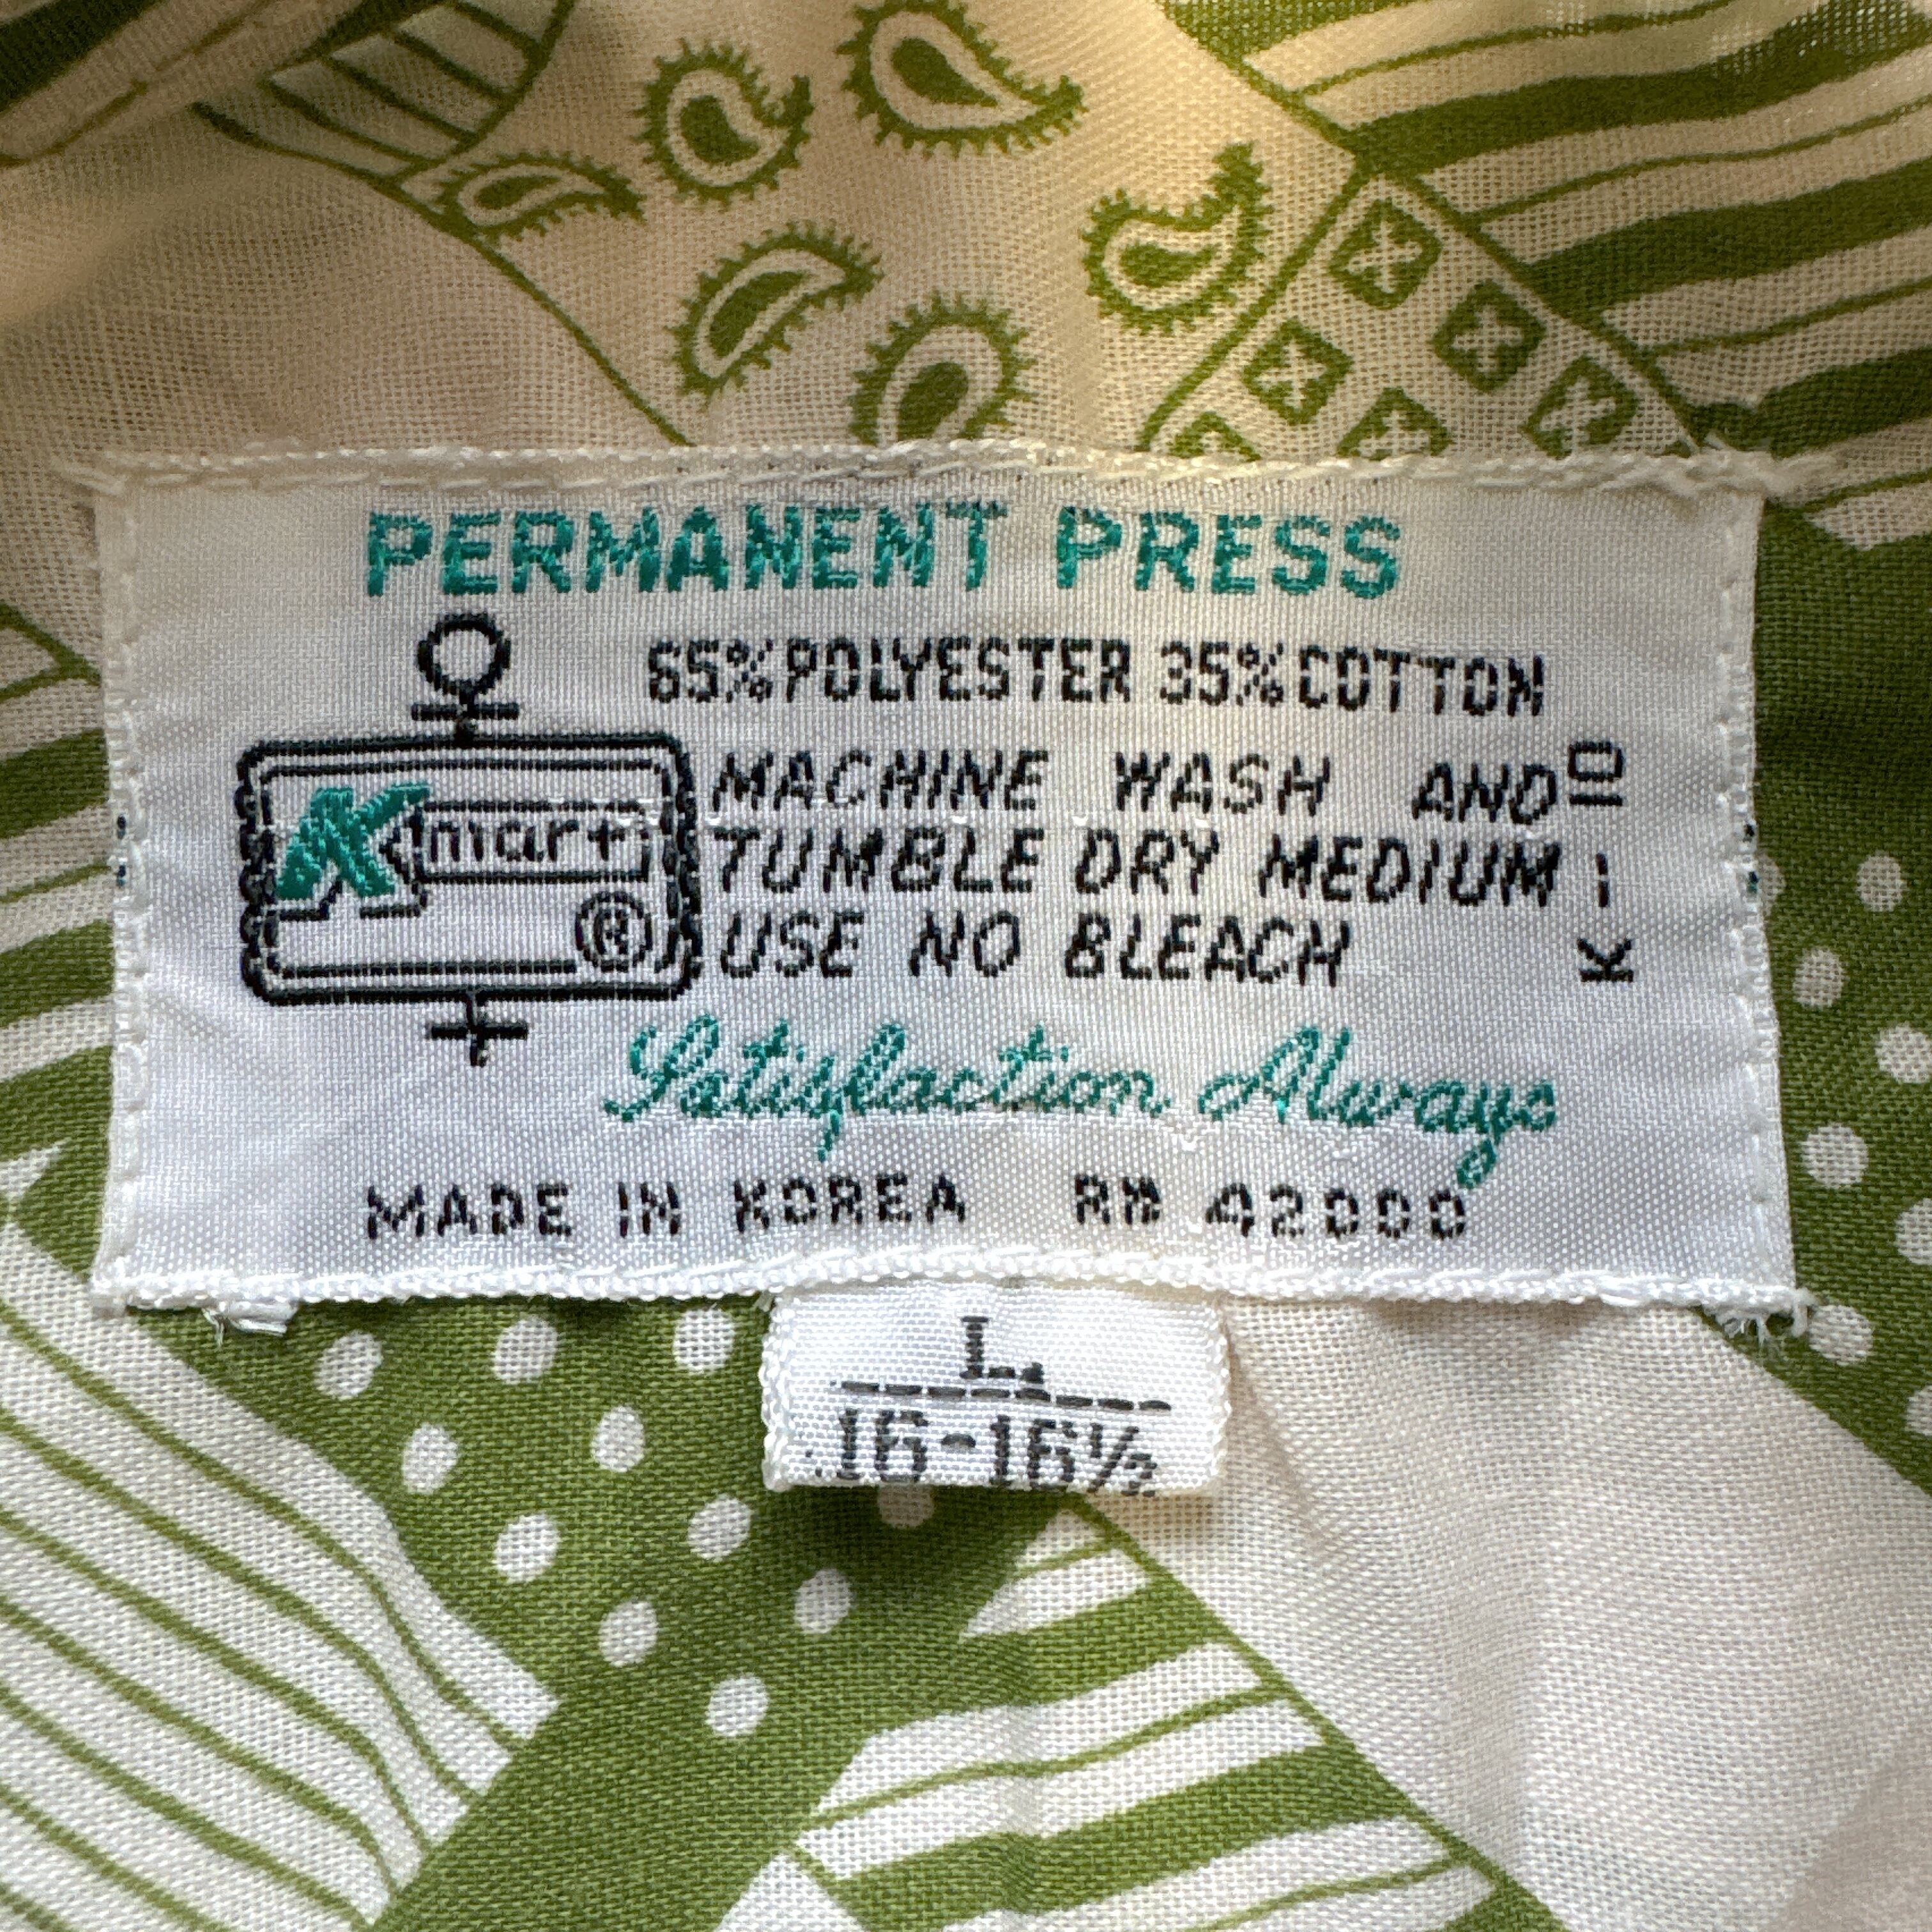 PERMANENT PRESS
65% POLYESTER 35% COTTON
Kmart ®
MACHINE WASH AND
TUMBLE DRY MEDIUM
USE NO BLEACH
K-10
Satisfaction Always
MADE IN KOREA RN 42000
L.
16-16½